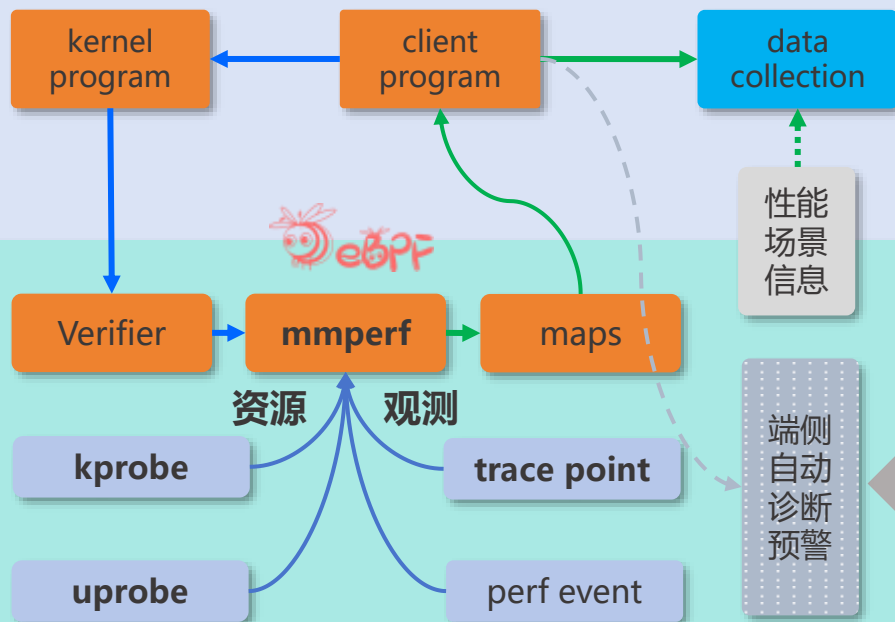 kernel
program
client
program
data
collection
性能
场景
信息
eBPF
Verifier
mmperf
maps
资源 观测
kprobe
trace point
端侧
自动
诊断
预警
uprobe
perf event